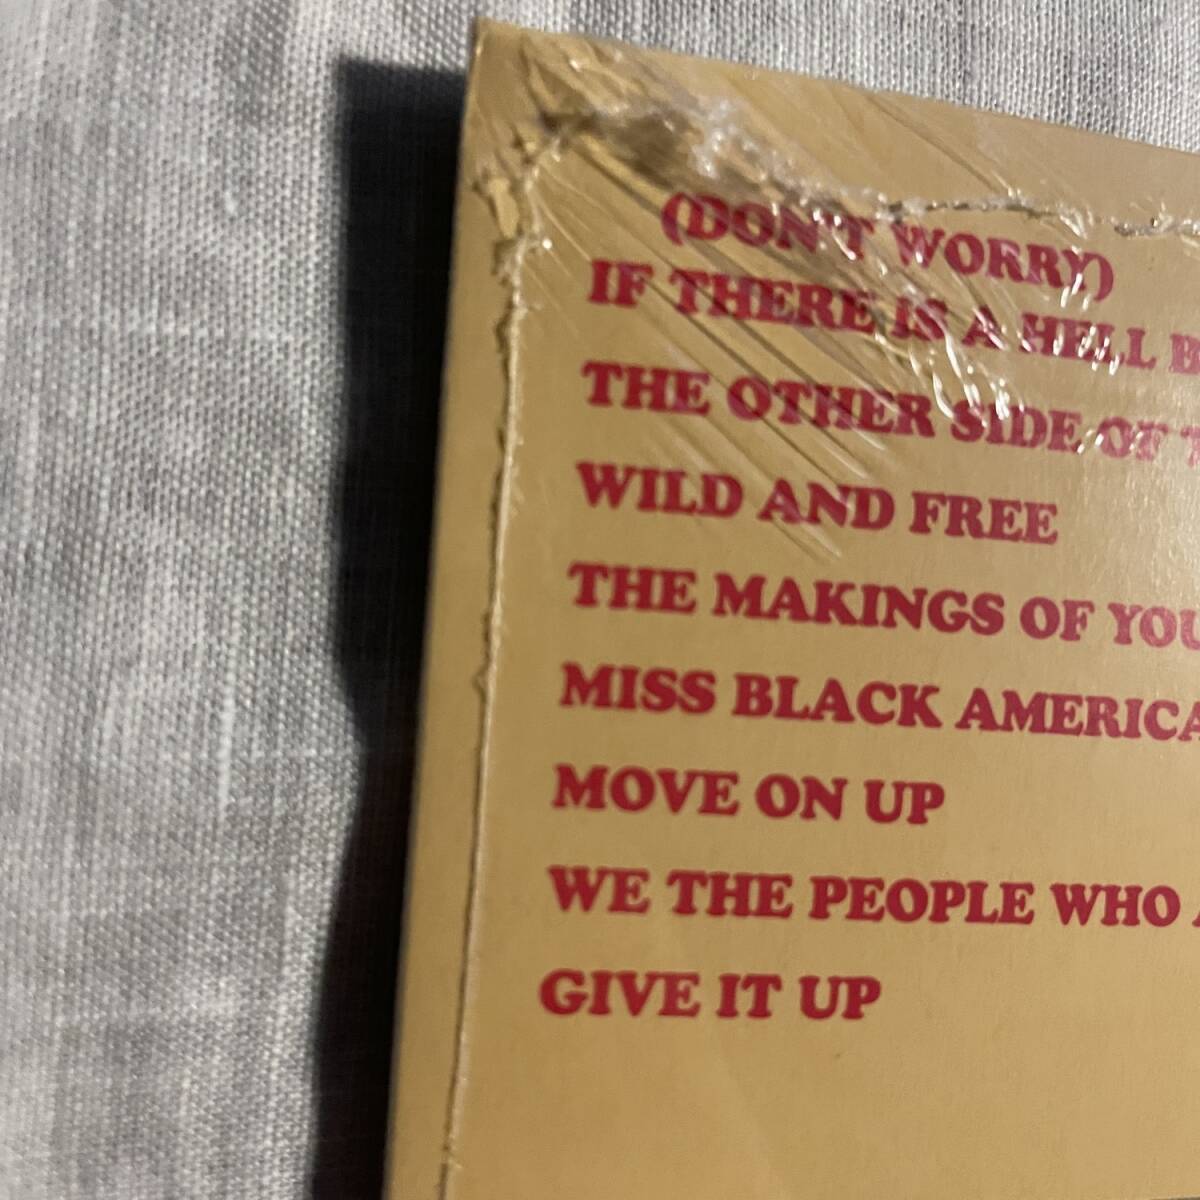 (DON'T WORRY)
IF THERE IS A HELL B
THE OTHER SIDE OF T
WILD AND FREE
THE MAKINGS OF YOU
MISS BLACK AMERICA
MOVE ON UP
WE THE PEOPLE WHO A
GIVE IT UP